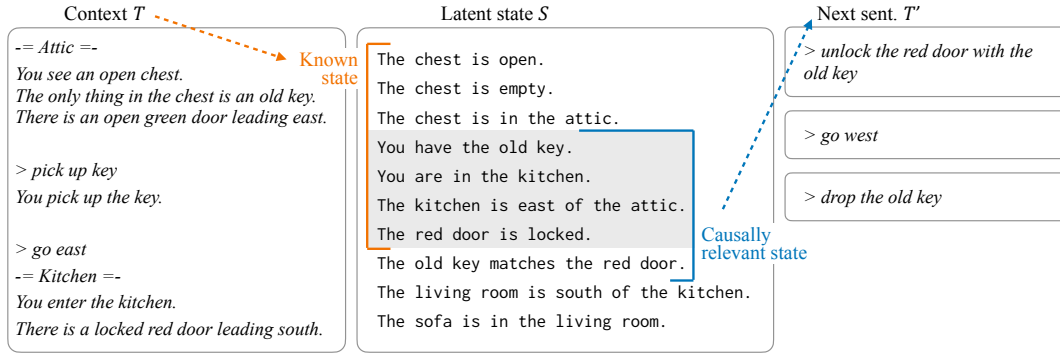 Context T
-= Attic =-
You see an open chest.
The only thing in the chest is an old key.
There is an open green door leading east.
> pick up key
You pick up the key.
> go east
-= Kitchen =-
You enter the kitchen.
There is a locked red door leading south.
Known
state
Latent state S
The chest is open.
The chest is empty.
The chest is in the attic.
You have the old key.
You are in the kitchen.
The kitchen is east of the attic.
The red door is locked.
The old key matches the red door.
The living room is south of the kitchen.
The sofa is in the living room.
Causally
relevant state
Next sent. T′
> unlock the red door with the
old key
> go west
> drop the old key